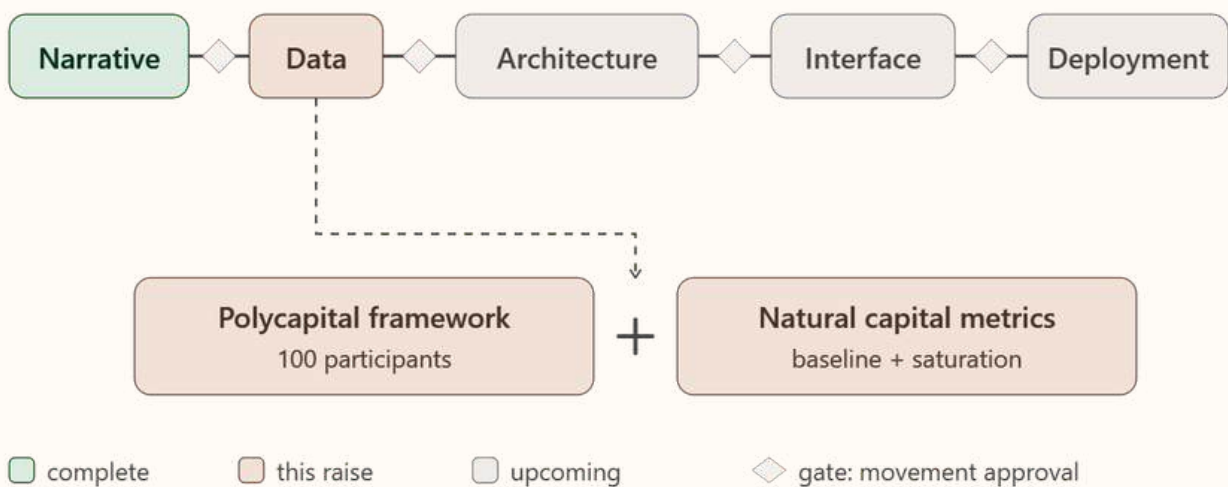 Narrative
Data
Architecture
Interface
Deployment
Polycapital framework
100 participants
+
Natural capital metrics
baseline + saturation
complete
this raise
upcoming
gate: movement approval